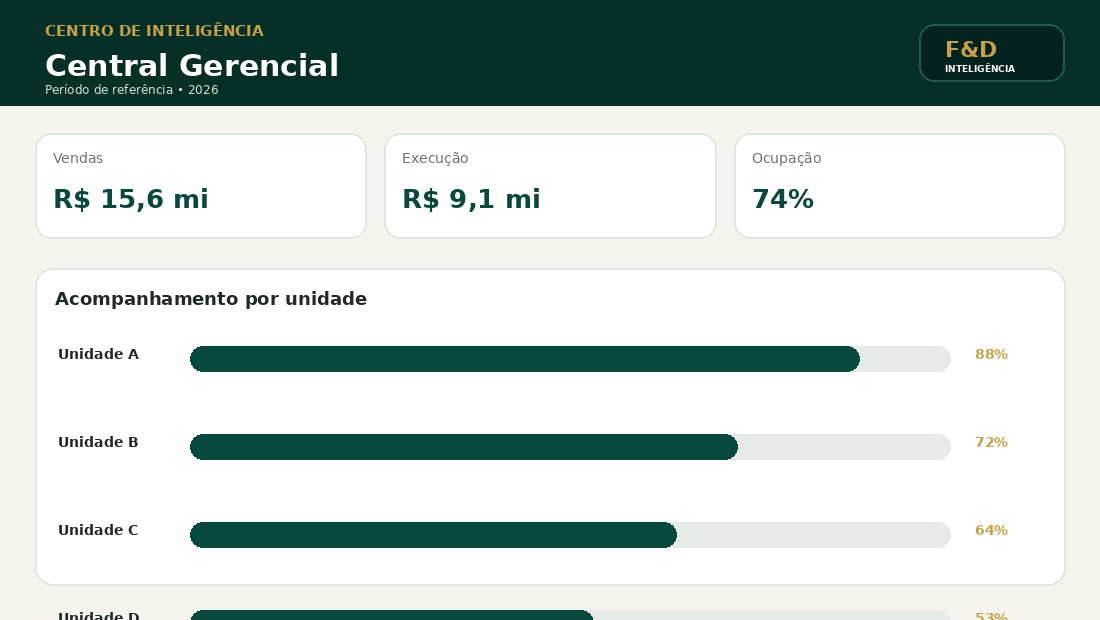 CENTRO DE INTELIGÊNCIA
Central Gerencial
Período de referência • 2026
F&D
INTELIGÊNCIA
Vendas
R$ 15,6 mi
Execução
R$ 9,1 mi
Ocupação
74%
Acompanhamento por unidade
Unidade A
88%
Unidade B
72%
Unidade C
64%
Unidade D
53%